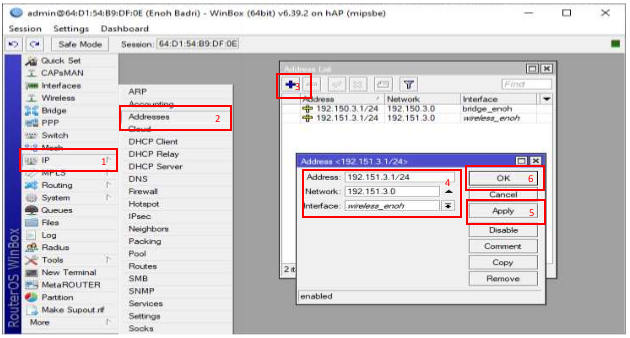 admin@64:D1:54:B9:DF:0E (Enoh Badri) - WinBox (64bit) v6.39.2 on hAP (mipsbe)
Session Settings Dashboard
Safe Mode Session: 64:D1:54:B9:DF:0E
Quick Set
CAPsMAN
Interfaces
Wireless
Bridge
PPP
Switch
Mesh
IP 1
MPLS
Routing
System
Queues
Files
Log
Radius
Tools
New Terminal
MetaROUTER
Partition
Make Supout.rif
More
RouterOS WinBox
ARP
Accounting
Addresses 2
Cloud
DHCP Client
DHCP Relay
DHCP Server
DNS
Firewall
Hotspot
IPsec
Neighbors
Packing
Pool
Routes
SMB
SNMP
Services
Settings
Socks
Address List
3
Find
Address Network Interface
192.150.3.1/24 192.150.3.0 bridge_enoh
192.151.3.1/24 192.151.3.0 wireless_enoh
2 it
Address <192.151.3.1/24>
Address: 192.151.3.1/24 4
Network: 192.151.3.0
Interface: wireless_enoh
OK 6
Cancel
Apply 5
Disable
Comment
Copy
Remove
enabled